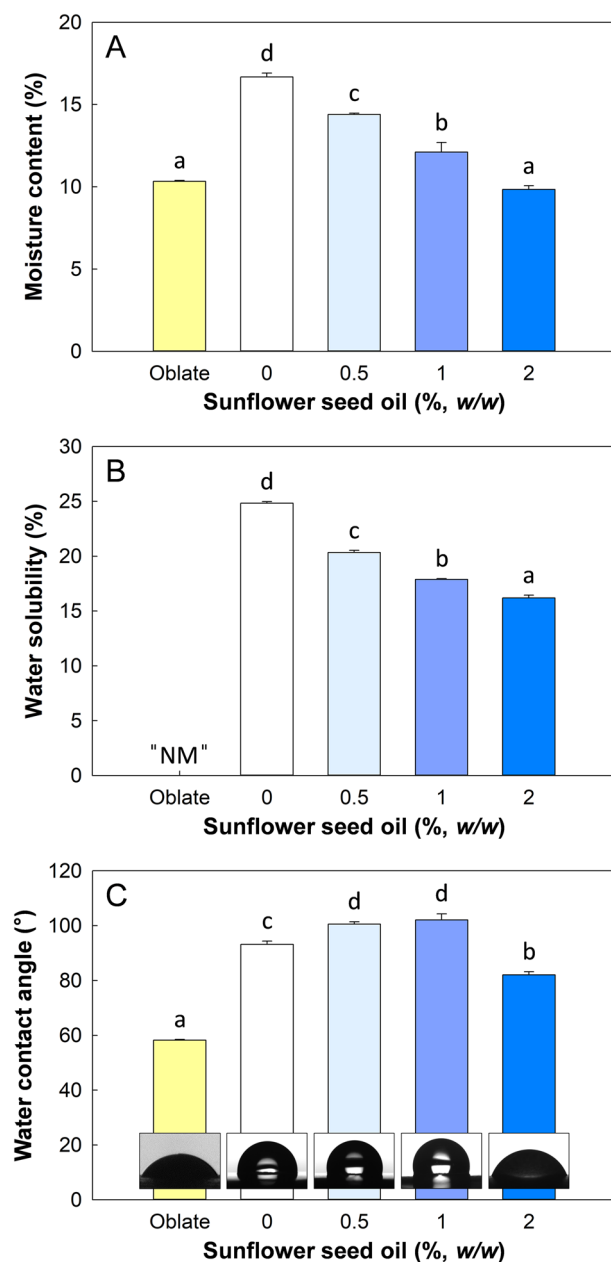 A
Moisture content (%)
20
15
10
5
0
a
d
c
b
a
Oblate 0 0.5 1 2
Sunflower seed oil (%, w/w)
B
Water solubility (%)
30
25
20
15
10
5
0
"NM"
d
c
b
a
Oblate 0 0.5 1 2
Sunflower seed oil (%, w/w)
C
Water contact angle (°)
120
100
80
60
40
20
0
a
c
d
d
b
Oblate 0 0.5 1 2
Sunflower seed oil (%, w/w)